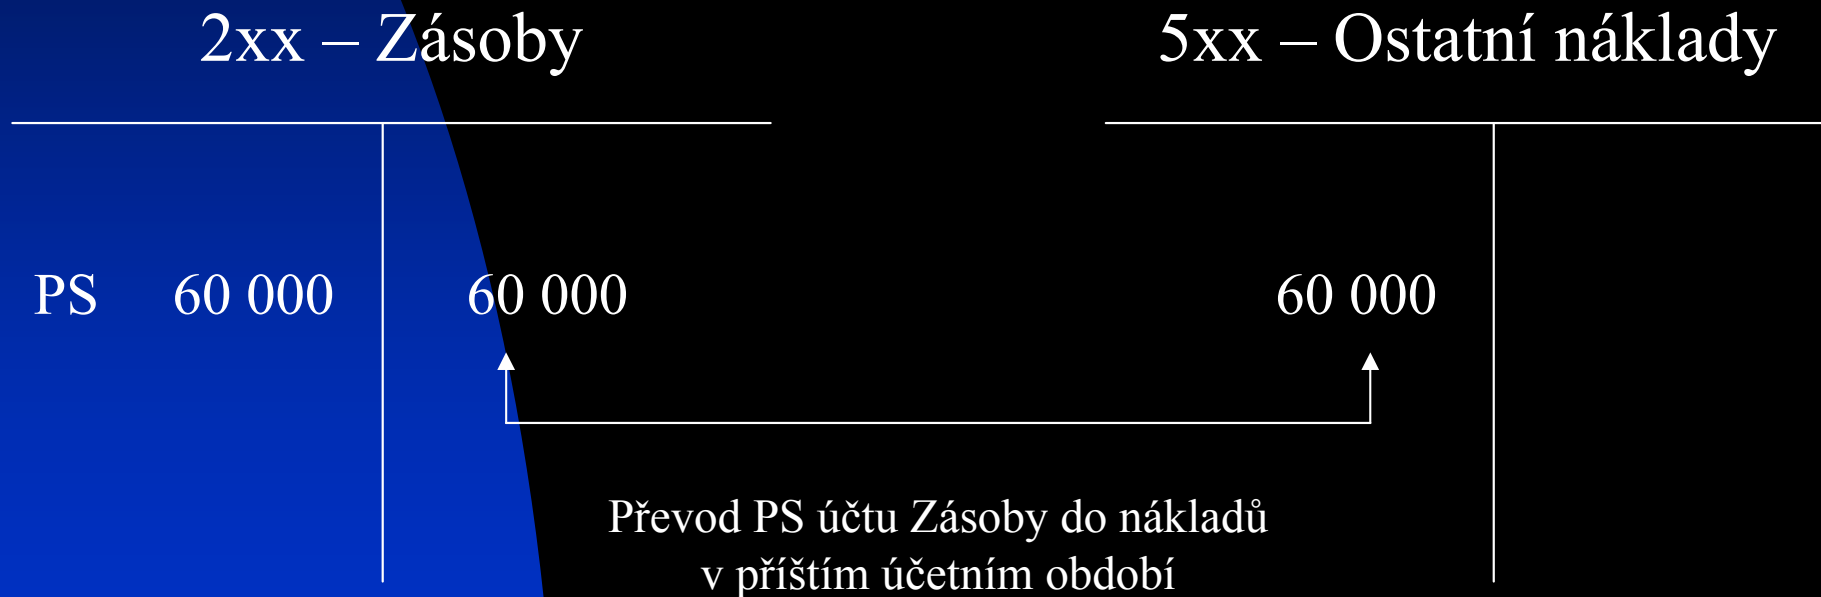 2xx – Zásoby
5xx – Ostatní náklady
PS 60 000 60 000 60 000
Převod PS účtu Zásoby do nákladů
v příštím účetním období